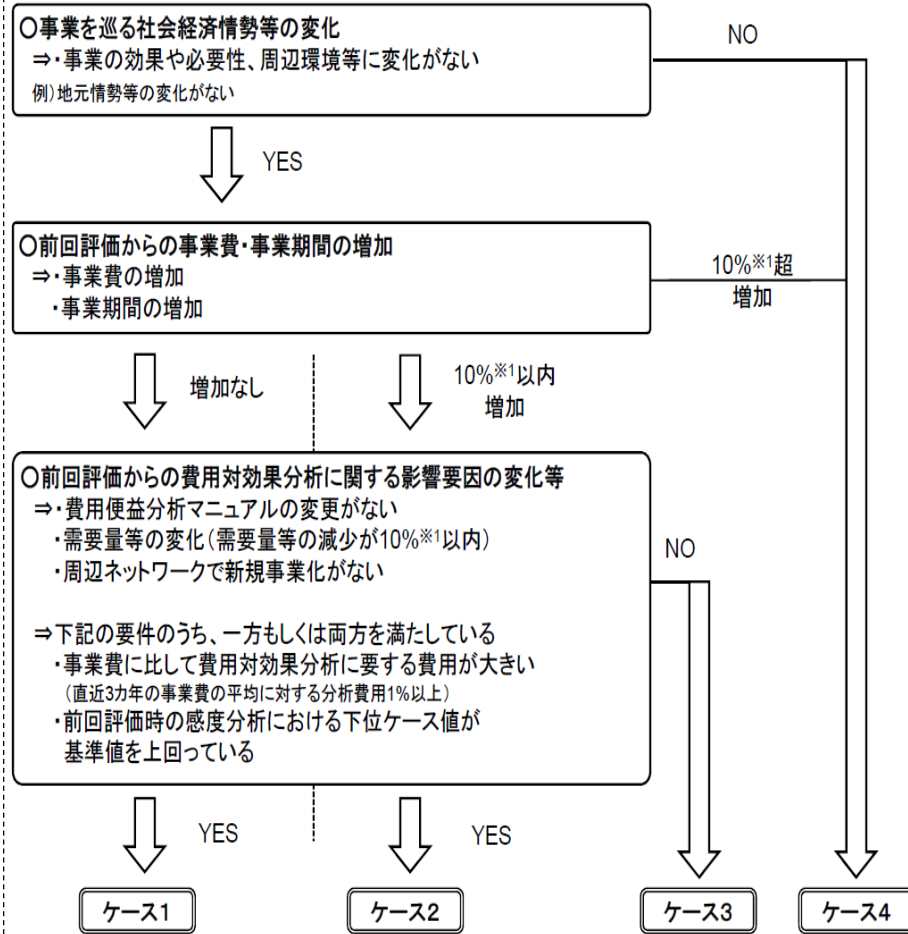 〇事業を巡る社会経済情勢等の変化
⇒・事業の効果や必要性、周辺環境等に変化がない
例)地元情勢等の変化がない
NO
YES
〇前回評価からの事業費・事業期間の増加
⇒・事業費の増加
・事業期間の増加
10%※1超
増加
増加なし
10%※1以内
増加
〇前回評価からの費用対効果分析に関する影響要因の変化等
⇒・費用便益分析マニュアルの変更がない
・需要量等の変化(需要量等の減少が10%※1以内)
・周辺ネットワークで新規事業化がない
NO
⇒下記の要件のうち、一方もしくは両方を満たしている
・事業費に比して費用対効果分析に要する費用が大きい
(直近3カ年の事業費の平均に対する分析費用1%以上)
・前回評価時の感度分析における下位ケース値が
基準値を上回っている
YES
YES
ケース1
ケース2
ケース3
ケース4